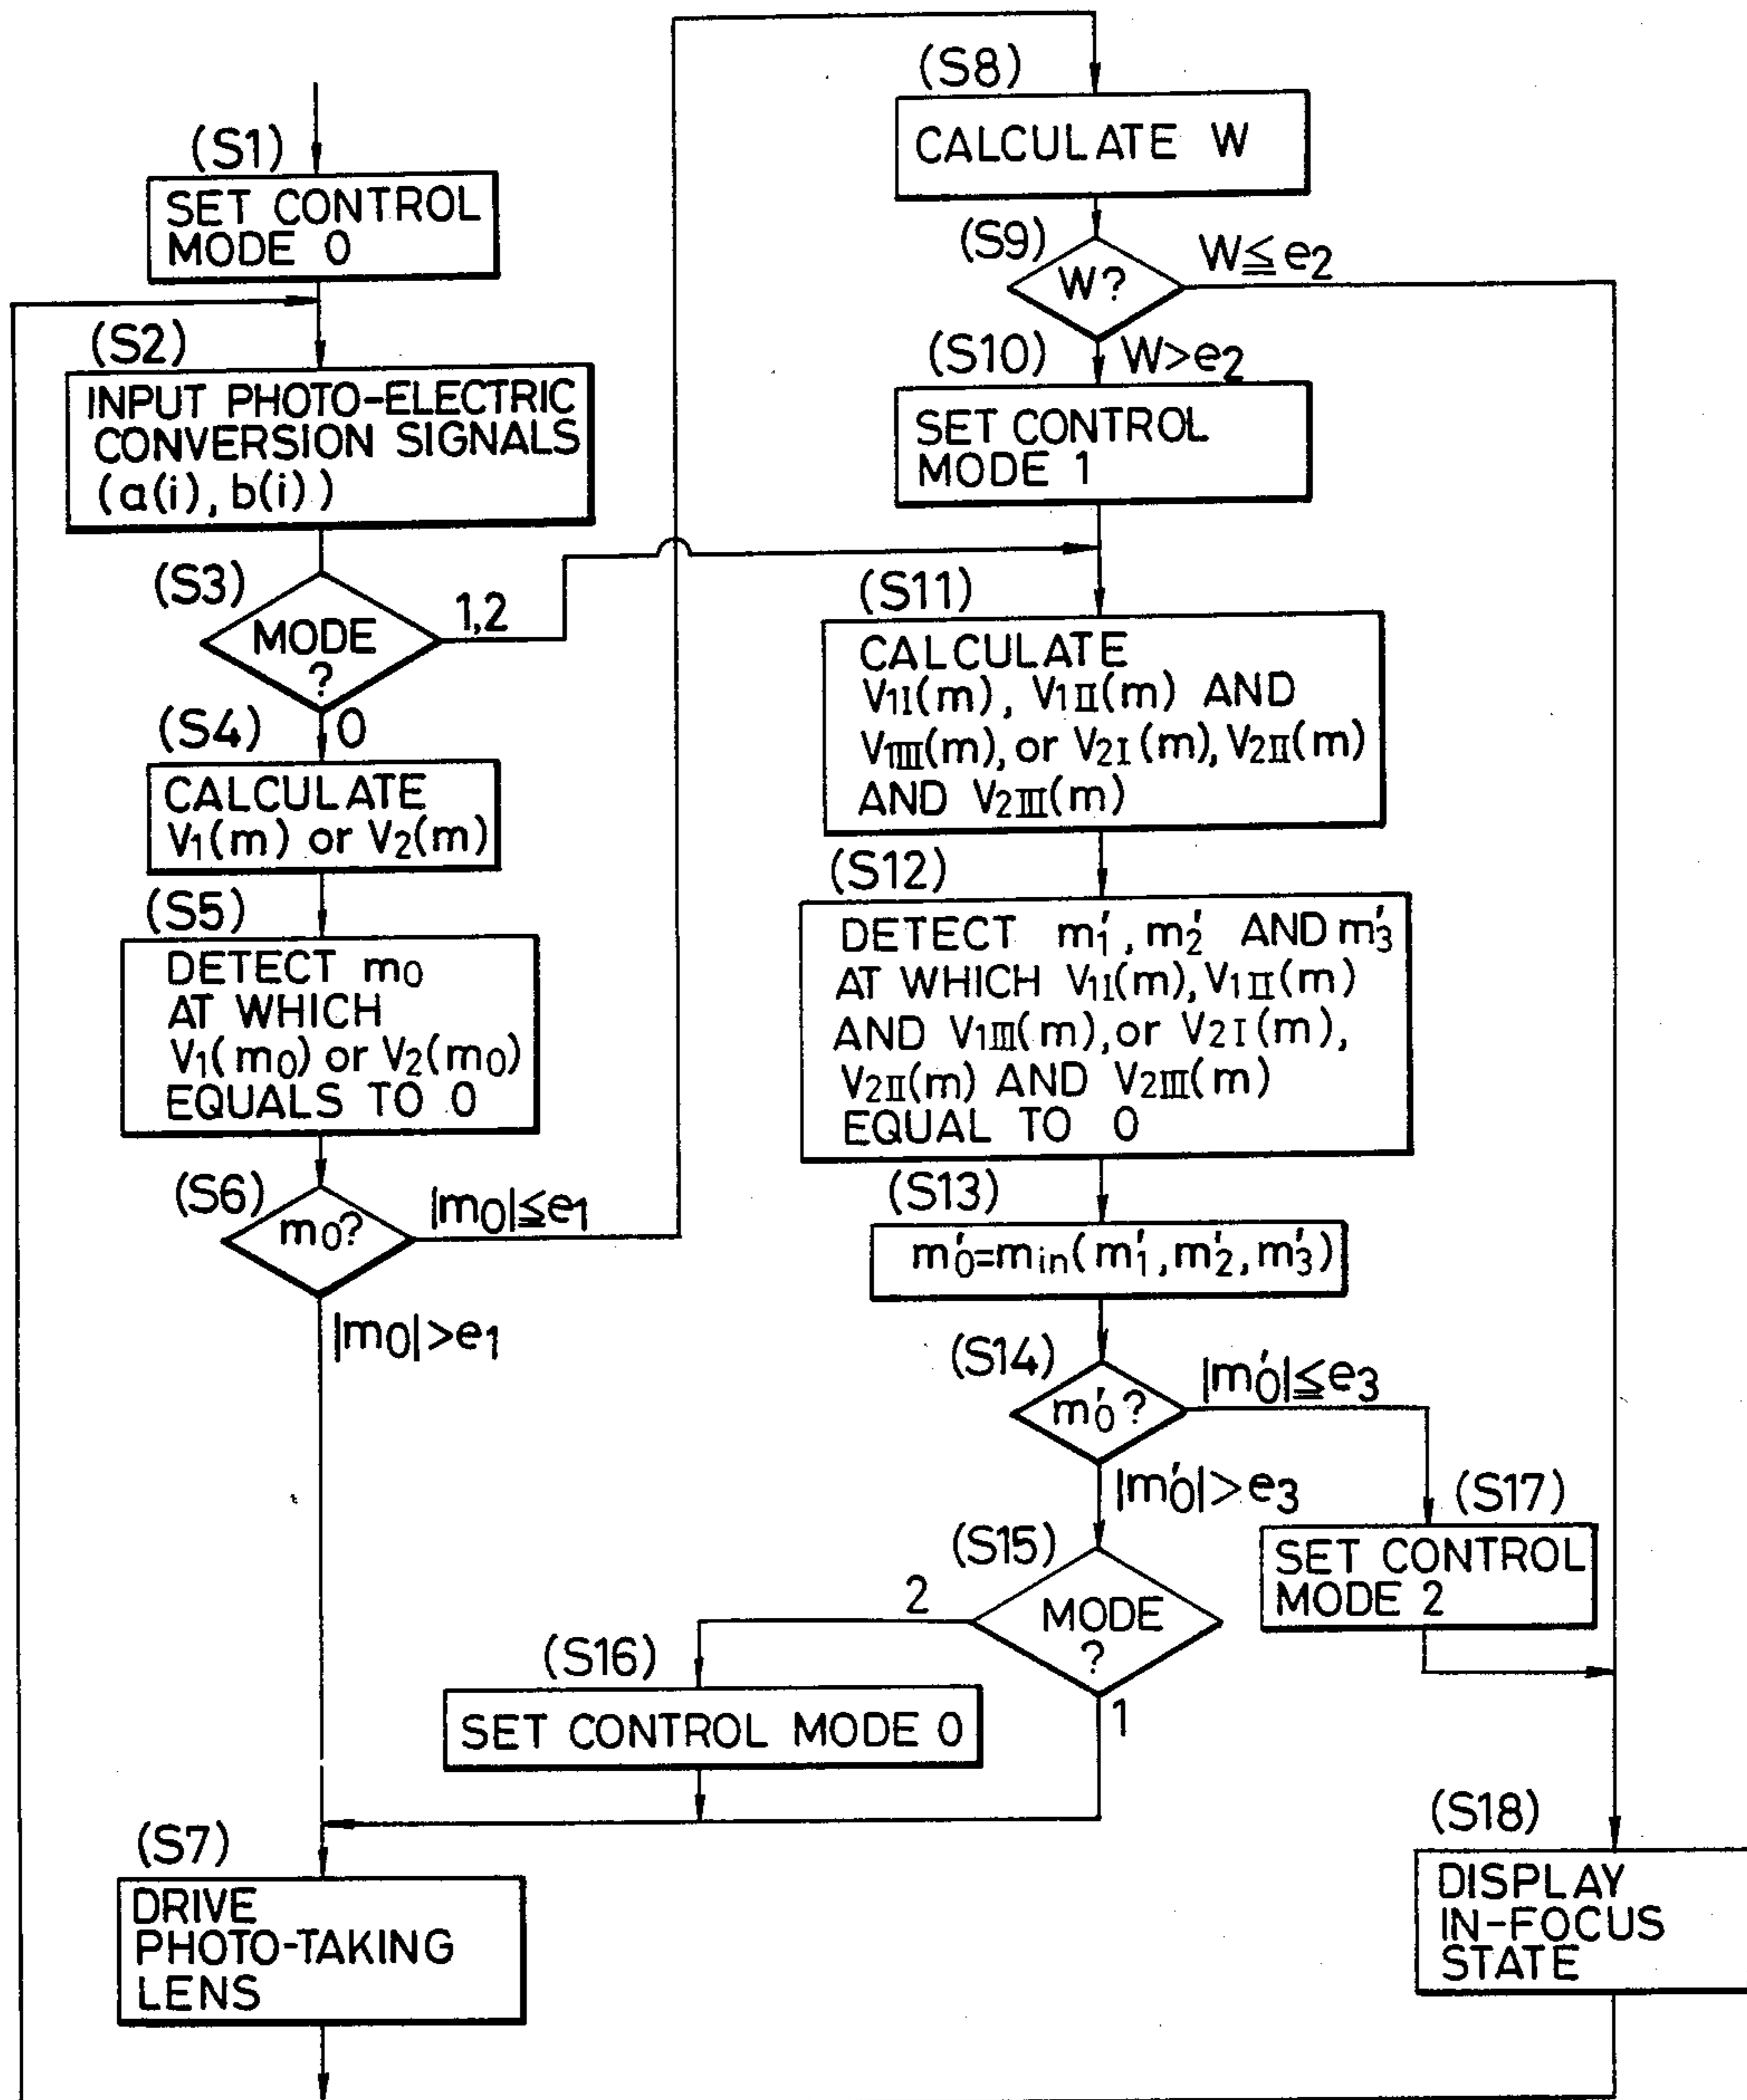 (S1)
SET CONTROL
MODE 0
(S2)
INPUT PHOTO-ELECTRIC
CONVERSION SIGNALS
(a(i), b(i))
(S3)
MODE
?
1,2
0
(S4)
CALCULATE
V1(m) or V2(m)
(S5)
DETECT m0
AT WHICH
V1(m0) or V2(m0)
EQUALS TO 0
(S6)
m0?
|m0|≦e1
|m0|>e1
(S7)
DRIVE
PHOTO-TAKING
LENS
(S8)
CALCULATE W
(S9)
W?
W≦e2
W>e2
(S10)
SET CONTROL
MODE 1
(S11)
CALCULATE
V1I(m), V1II(m) AND
V1III(m), or V2I(m), V2II(m)
AND V2III(m)
(S12)
DETECT m'1, m'2 AND m'3
AT WHICH V1I(m), V1II(m)
AND V1III(m), or V2I(m),
V2II(m) AND V2III(m)
EQUAL TO 0
(S13)
m'0=min(m'1, m'2, m'3)
(S14)
m'0?
|m'0|≦e3
|m'0|>e3
(S15)
MODE
?
2
1
(S16)
SET CONTROL MODE 0
(S17)
SET CONTROL
MODE 2
(S18)
DISPLAY
IN-FOCUS
STATE